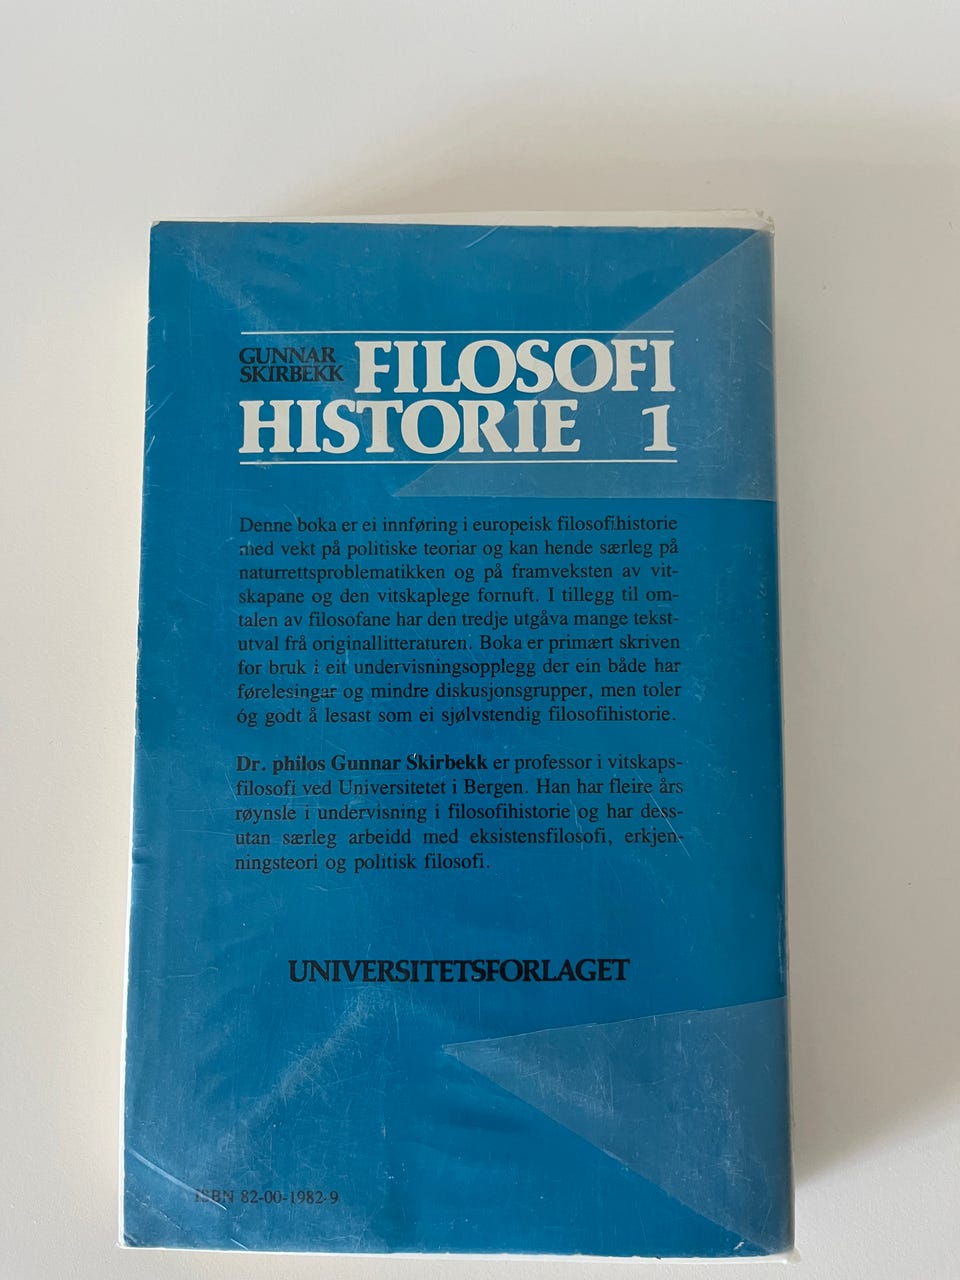 GUNNAR
SKIRBEKK
FILOSOFI
HISTORIE 1
Denne boka er ei innføring i europeisk filosofihistorie
med vekt på politiske teoriar og kan hende særleg på
naturrettsproblematikken og på framveksten av vit-
skapane og den vitskaplege fornuft. I tillegg til om-
talen av filosofane har den tredje utgåva mange tekst-
utval frå originallitteraturen. Boka er primært skriven
for bruk i eit undervisningsopplegg der ein både har
førelesingar og mindre diskusjonsgrupper, men toler
óg godt å lesast som ei sjølvstendig filosofihistorie.
Dr. philos Gunnar Skirbekk er professor i vitskaps-
filosofi ved Universitetet i Bergen. Han har fleire års
røynsle i undervisning i filosofihistorie og har dess-
utan særleg arbeidd med eksistensfilosofi, erkjen-
ningsteori og politisk filosofi.
UNIVERSITETSFORLAGET
ISBN 82-00-1982-9